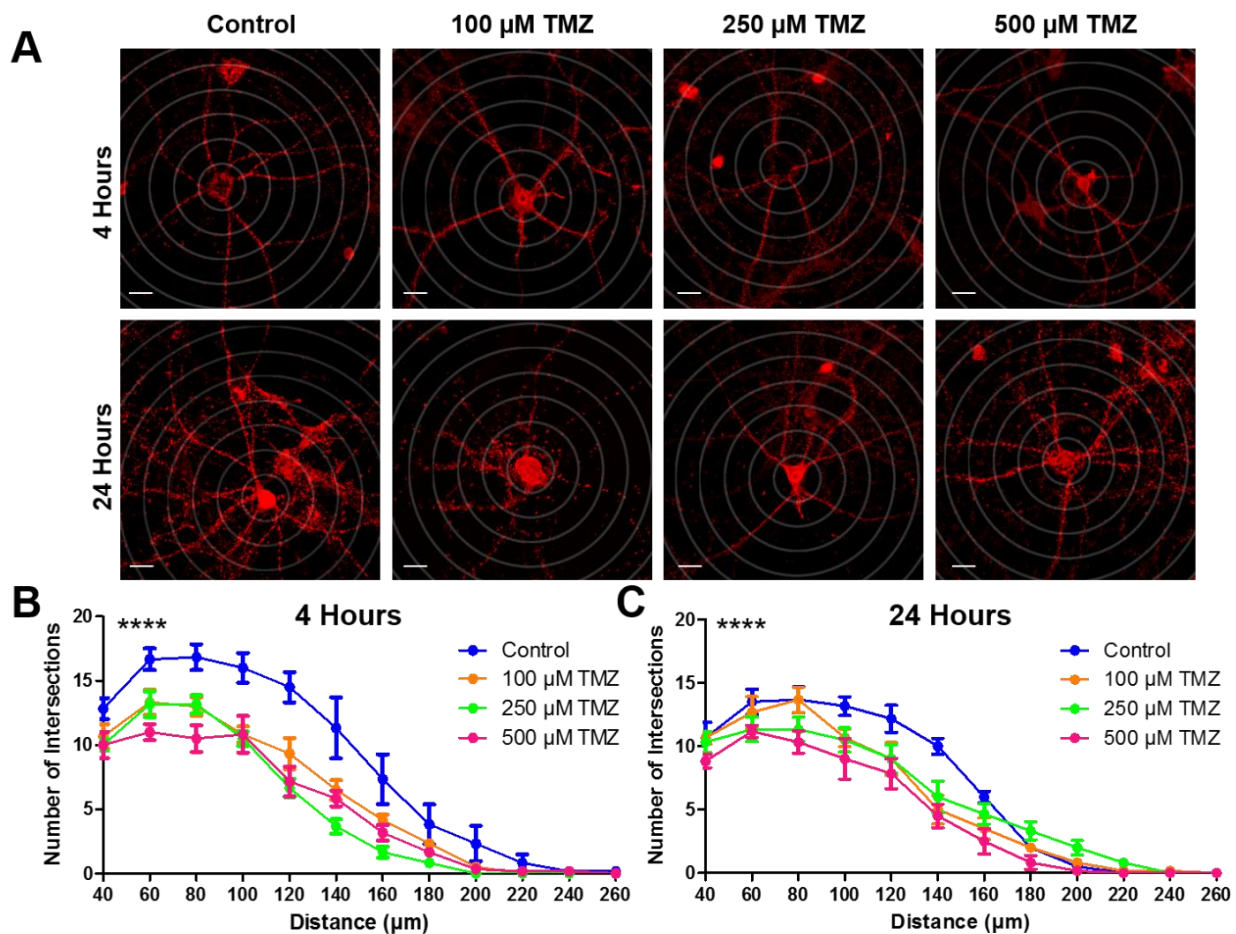 A
Control
100 µM TMZ
250 µM TMZ
500 µM TMZ
4 Hours
24 Hours
B
4 Hours
****
Number of Intersections
20
15
10
5
0
40 60 80 100 120 140 160 180 200 220 240 260
Distance (µm)
Control
100 µM TMZ
250 µM TMZ
500 µM TMZ
C
24 Hours
****
Number of Intersections
20
15
10
5
0
40 60 80 100 120 140 160 180 200 220 240 260
Distance (µm)
Control
100 µM TMZ
250 µM TMZ
500 µM TMZ